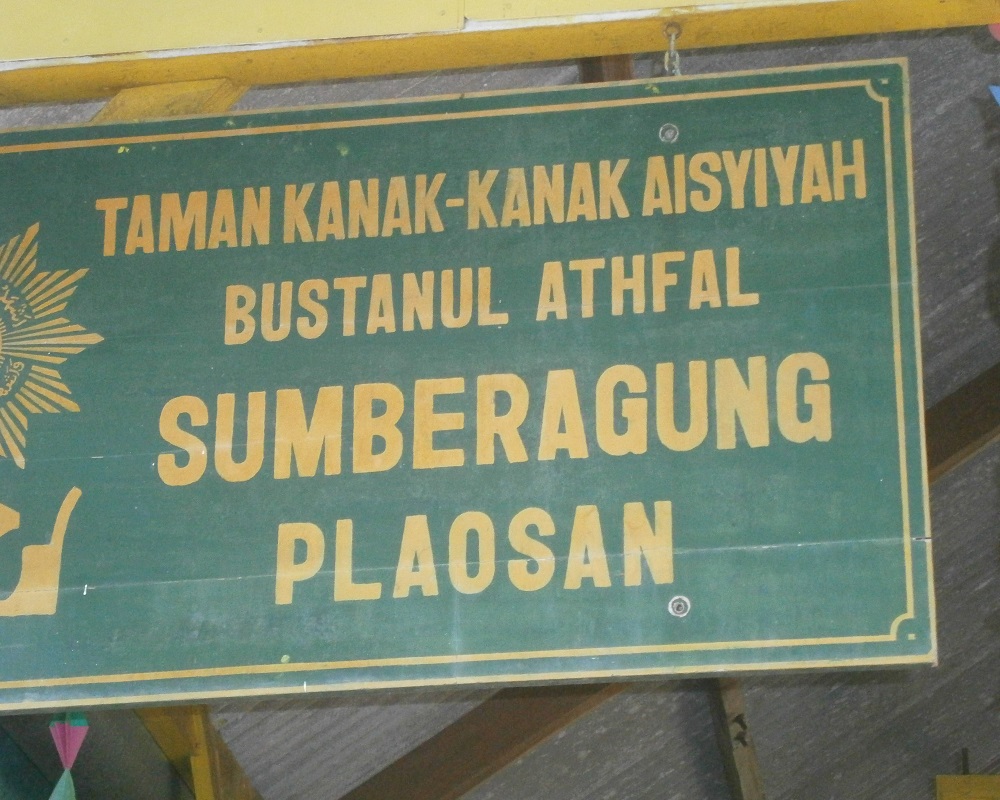 TAMAN KANAK-KANAK AISYIYAH
BUSTANUL ATHFAL
SUMBERAGUNG
PLAOSAN